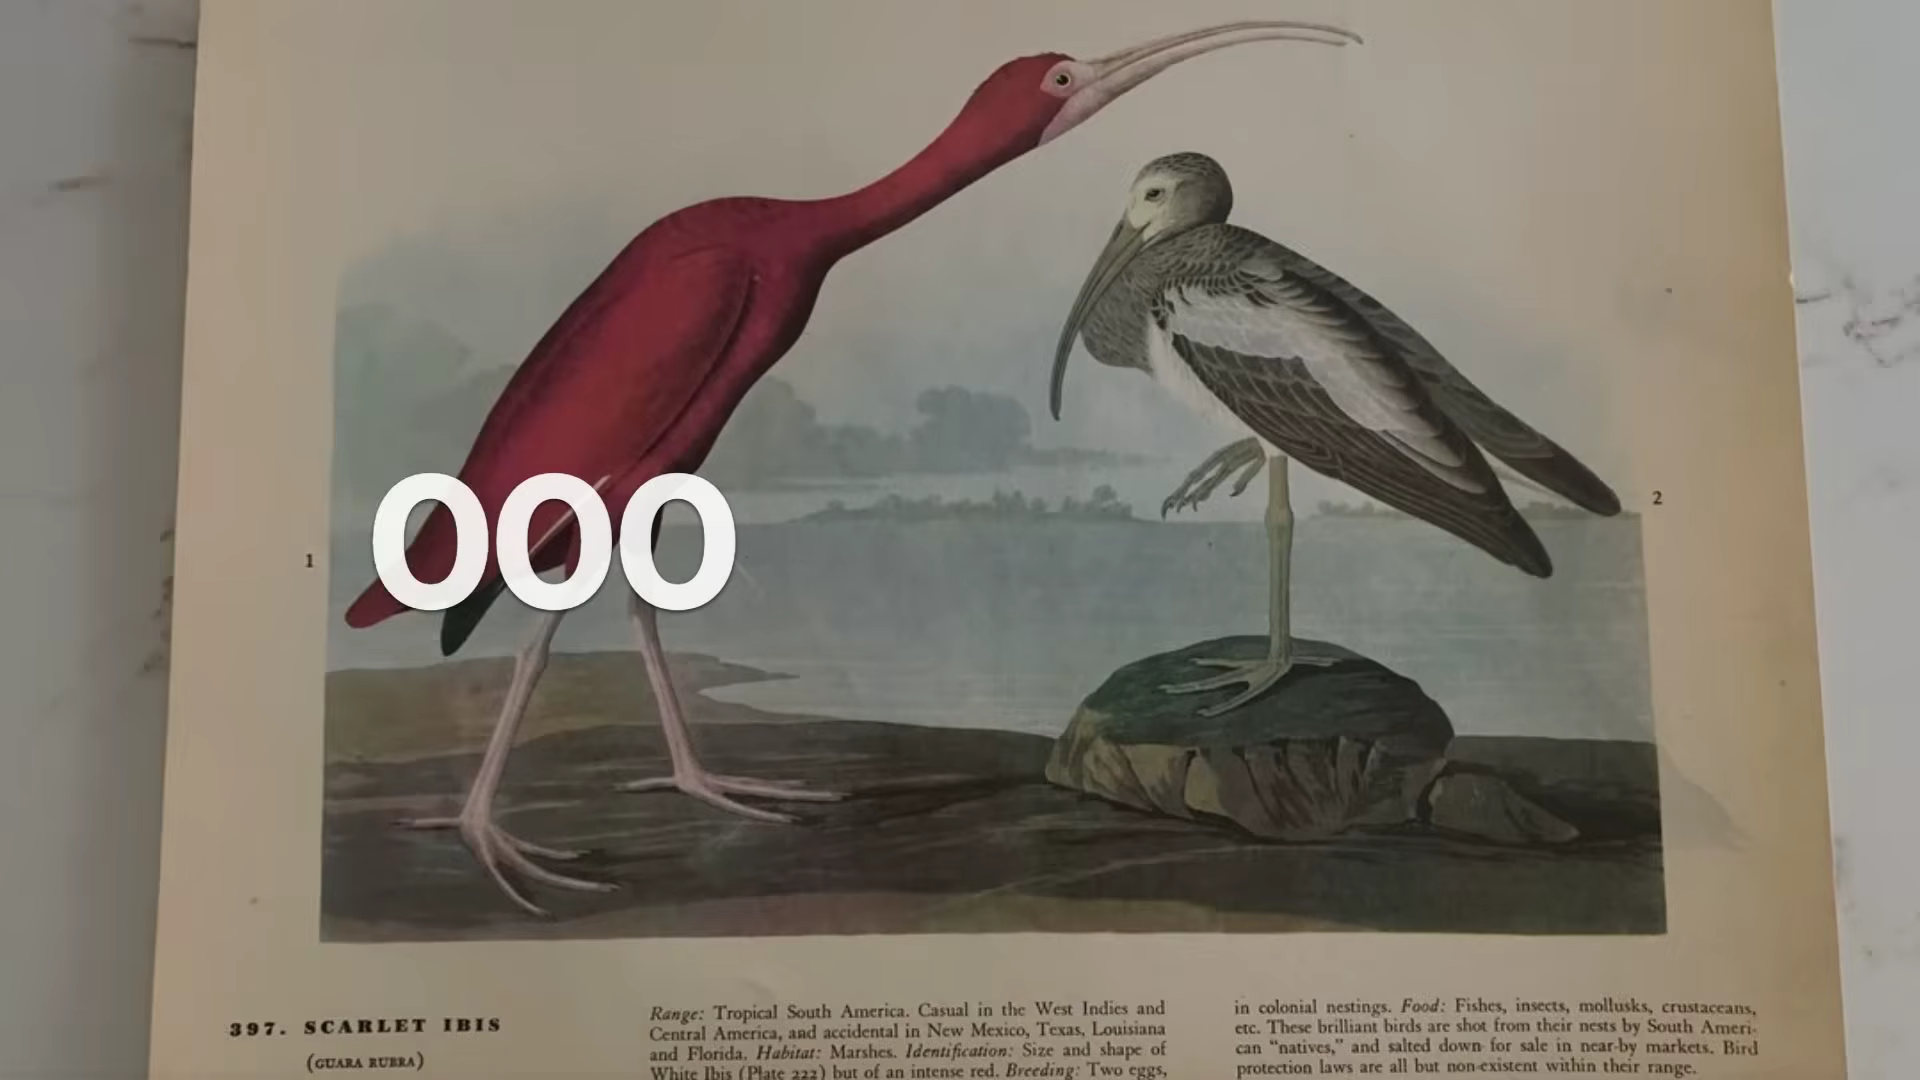 000
1
2
397. SCARLET IBIS
(GUARA RUBRA)
Range: Tropical South America. Casual in the West Indies and
Central America, and accidental in New Mexico, Texas, Louisiana
and Florida. Habitat: Marshes. Identification: Size and shape of
White Ibis (Plate 222) but of an intense red. Breeding: Two eggs,
in colonial nestings. Food: Fishes, insects, mollusks, crustaceans,
etc. These brilliant birds are shot from their nests by South Ameri-
can "natives," and salted down for sale in near-by markets. Bird
protection laws are all but non-existent within their range.